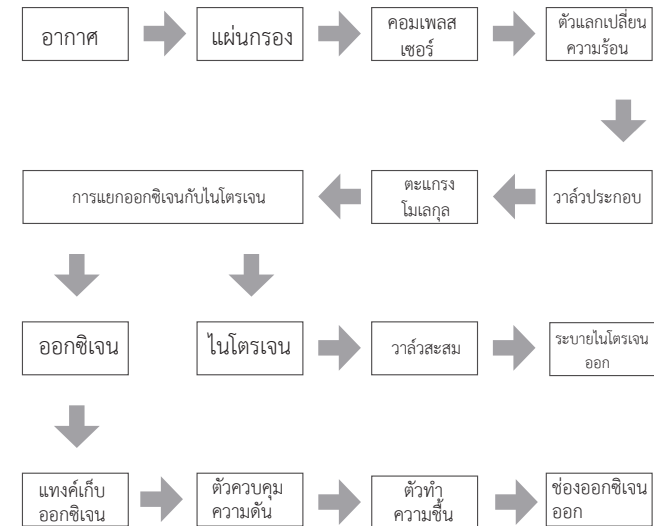 อากาศ
แผ่นกรอง
คอมเพลส
เซอร์
ตัวแลกเปลี่ยน
ความร้อน
การแยกออกซิเจนกับไนโตรเจน
ตะแกรง
โมเลกุล
วาล์วประกอบ
ออกซิเจน
ไนโตรเจน
วาล์วสะสม
ระบายไนโตรเจน
ออก
แทงค์เก็บ
ออกซิเจน
ตัวควบคุม
ความดัน
ตัวทำ
ความชื้น
ช่องออกซิเจน
ออก